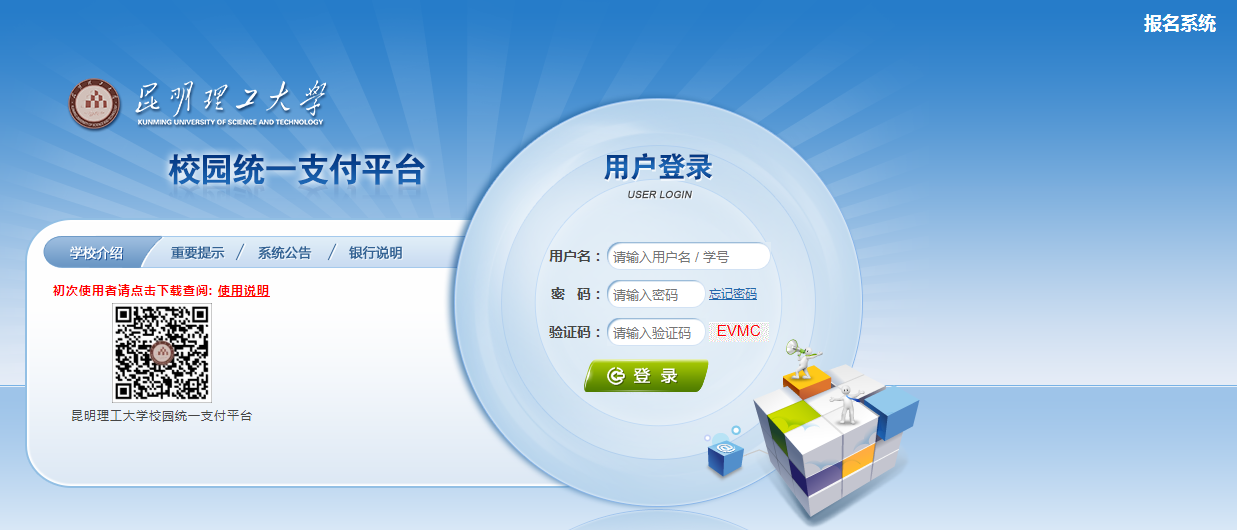 报名系统
昆明理工大学
KUNMING UNIVERSITY OF SCIENCE AND TECHNOLOGY
校园统一支付平台
用户登录
USER LOGIN
学校介绍 重要提示 / 系统公告 / 银行说明
初次使用者请点击下载查阅: 使用说明
昆明理工大学校园统一支付平台
用户名： 请输入用户名 / 学号
密 码： 请输入密码 忘记密码
验证码： 请输入验证码 EVMC
登 录
@